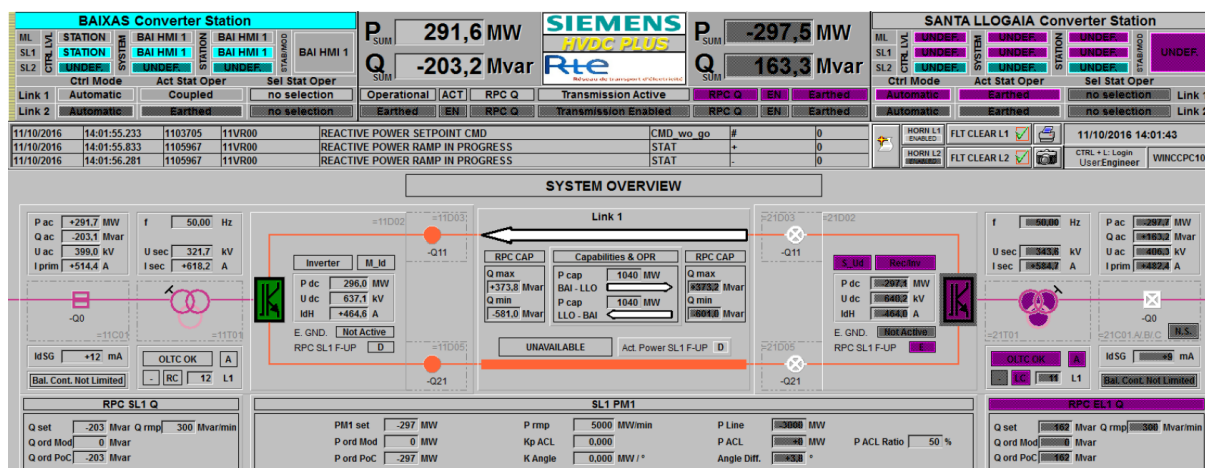 BAIXAS Converter Station
ML CTRL LVL STATION SYSTEM BAI HMI 1 STATION BAI HMI 1 STAB/MOD BAI HMI 1
SL1 STATION BAI HMI 1 BAI HMI 1
SL2 UNDEF. UNDEF. UNDEF.
Ctrl Mode Act Stat Oper Sel Stat Oper
Link 1 Automatic Coupled no selection
Link 2 Automatic Earthed no selection
P SUM 291,6 MW
Q SUM -203,2 Mvar
SIEMENS
HVDC PLUS
Rte
Réseau de transport d'électricité
P SUM -297,5 MW
Q SUM 163,3 Mvar
Operational ACT RPC Q Transmission Active RPC Q EN Earthed
Earthed EN RPC Q Transmission Enabled RPC Q EN Earthed
SANTA LLOGAIA Converter Station
ML CTRL LVL UNDEF. SYSTEM UNDEF. STATION UNDEF. STAB/MOD UNDEF.
SL1 UNDEF. UNDEF. UNDEF.
SL2 UNDEF. UNDEF. UNDEF.
Ctrl Mode Act Stat Oper Sel Stat Oper
Automatic Earthed no selection Link 1
Automatic Earthed no selection Link 2
11/10/2016 14:01:55.233 1103705 11VR00 REACTIVE POWER SETPOINT CMD CMD_wo_go # 0
11/10/2016 14:01:55.833 1105967 11VR00 REACTIVE POWER RAMP IN PROGRESS STAT + 0
11/10/2016 14:01:56.281 1105967 11VR00 REACTIVE POWER RAMP IN PROGRESS STAT - 0
HORN L1 ENABLED FLT CLEAR L1 11/10/2016 14:01:43
HORN L2 ENABLED FLT CLEAR L2 CTRL + L: Login
UserEngineer WINCCPC10
SYSTEM OVERVIEW
P ac +291,7 MW
Q ac -203,1 Mvar
U ac 399,0 kV
I prim +514,4 A
f 50,00 Hz
U sec 321,7 kV
I sec +618,2 A
-Q0
=11C01
=11T01
IdSG +12 mA
Bal. Cont. Not Limited
OLTC OK A
- RC 12 L1
=11D02
Inverter M_Id
P dc 296,0 MW
U dc 637,1 kV
IdH +464,6 A
E. GND. Not Active
RPC SL1 F-UP D
=11D03
-Q11
=11D05
-Q21
Link 1
RPC CAP
Q max
+373,8 Mvar
Q min
-581,0 Mvar
Capabilities & OPR
P cap 1040 MW
BAI - LLO
P cap 1040 MW
LLO - BAI
RPC CAP
Q max
+373,2 Mvar
Q min
-601,0 Mvar
UNAVAILABLE Act. Power SL1 F-UP D
=21D03
-Q11
=21D05
-Q21
=21D02
S_Ud Rec/Inv
P dc -297,1 MW
U dc 640,2 kV
IdH -464,0 A
E. GND. Not Active
RPC SL1 F-UP E
f 50,00 Hz
U sec 343,6 kV
I sec +584,7 A
P ac -297,7 MW
Q ac +163,2 Mvar
U ac 406,3 kV
I prim +482,4 A
=21T01
-Q0
=21C01.A/.B/.C N.S.
OLTC OK A
- LC 11 L1
IdSG +9 mA
Bal. Cont. Not Limited
RPC SL1 Q
Q set -203 Mvar Q rmp 300 Mvar/min
Q ord Mod 0 Mvar
Q ord PoC -203 Mvar
SL1 PM1
PM1 set -297 MW P rmp 5000 MW/min P Line -3000 MW
P ord Mod 0 MW Kp ACL 0,000 P ACL +0 MW P ACL Ratio 50 %
P ord PoC -297 MW K Angle 0,000 MW / ° Angle Diff. +3,8 °
RPC EL1 Q
Q set 162 Mvar Q rmp 300 Mvar/min
Q ord Mod 0 Mvar
Q ord PoC 162 Mvar